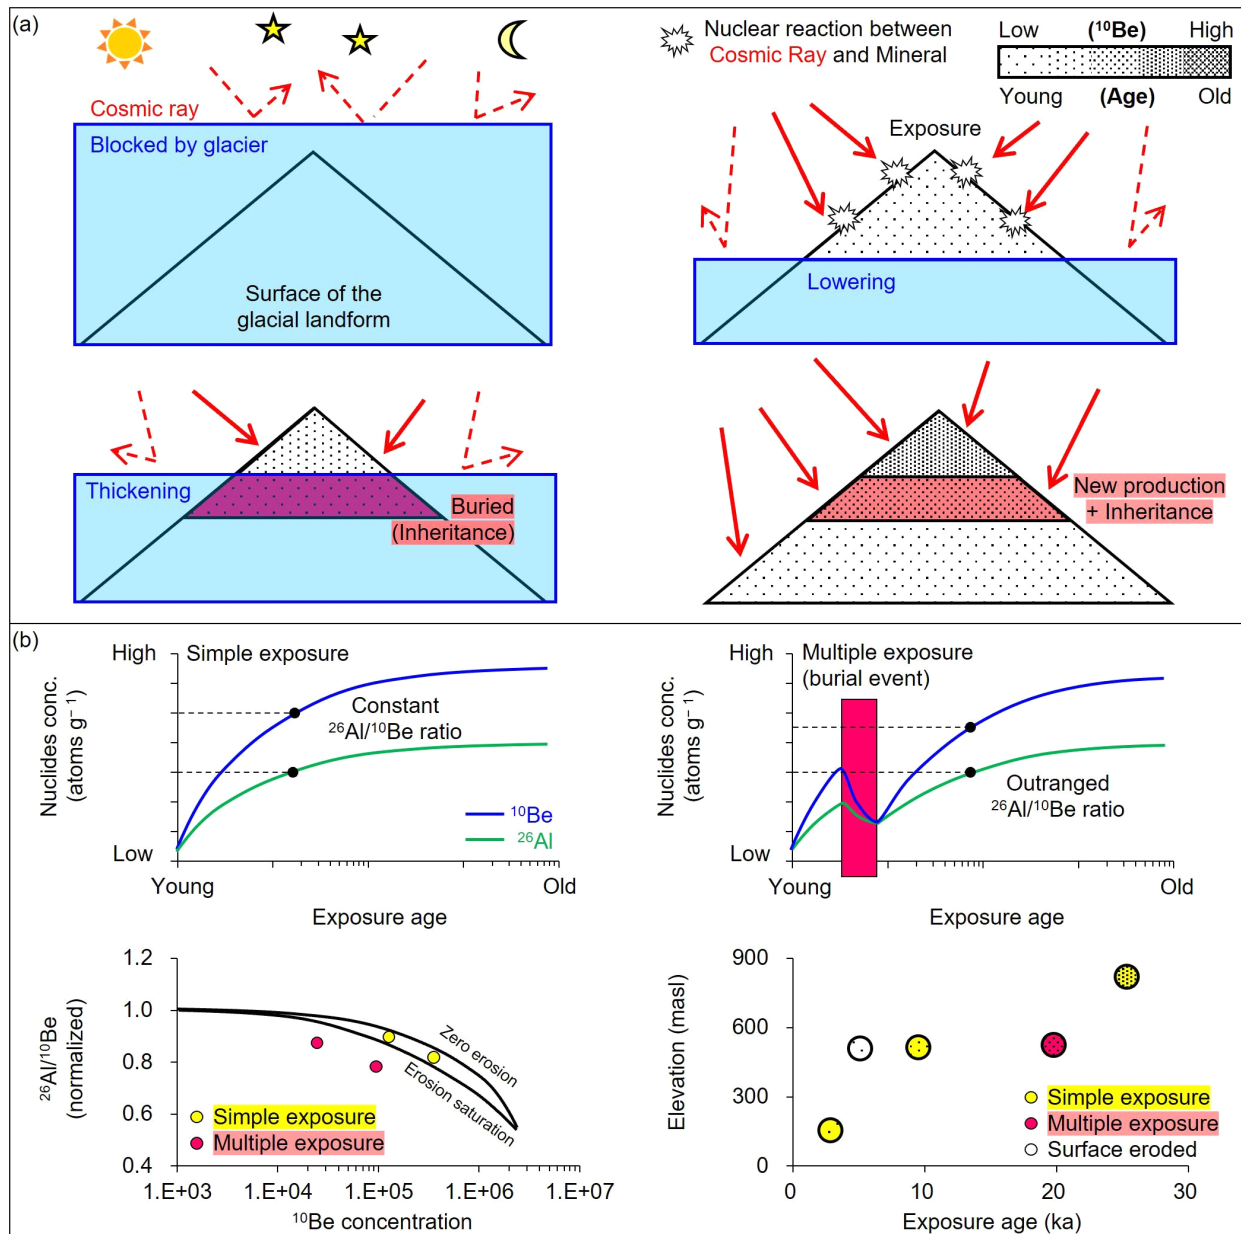 (a)
Cosmic ray
Blocked by glacier
Surface of the
glacial landform
Nuclear reaction between
Cosmic Ray and Mineral
Low (¹⁰Be) High
Young (Age) Old
Exposure
Lowering
Thickening
Buried
(Inheritance)
New production
+ Inheritance
(b)
Nuclides conc.
(atoms g⁻¹)
High
Low
Simple exposure
Constant
²⁶Al/¹⁰Be ratio
¹⁰Be
²⁶Al
Young
Old
Exposure age
Nuclides conc.
(atoms g⁻¹)
High
Low
Multiple exposure
(burial event)
Outranged
²⁶Al/¹⁰Be ratio
Young
Old
Exposure age
²⁶Al/¹⁰Be
(normalized)
1.2
1.0
0.8
0.6
0.4
Zero erosion
Erosion saturation
Simple exposure
Multiple exposure
1.E+03 1.E+04 1.E+05 1.E+06 1.E+07
¹⁰Be concentration
Elevation (masl)
900
600
300
0
Simple exposure
Multiple exposure
Surface eroded
0 10 20 30
Exposure age (ka)